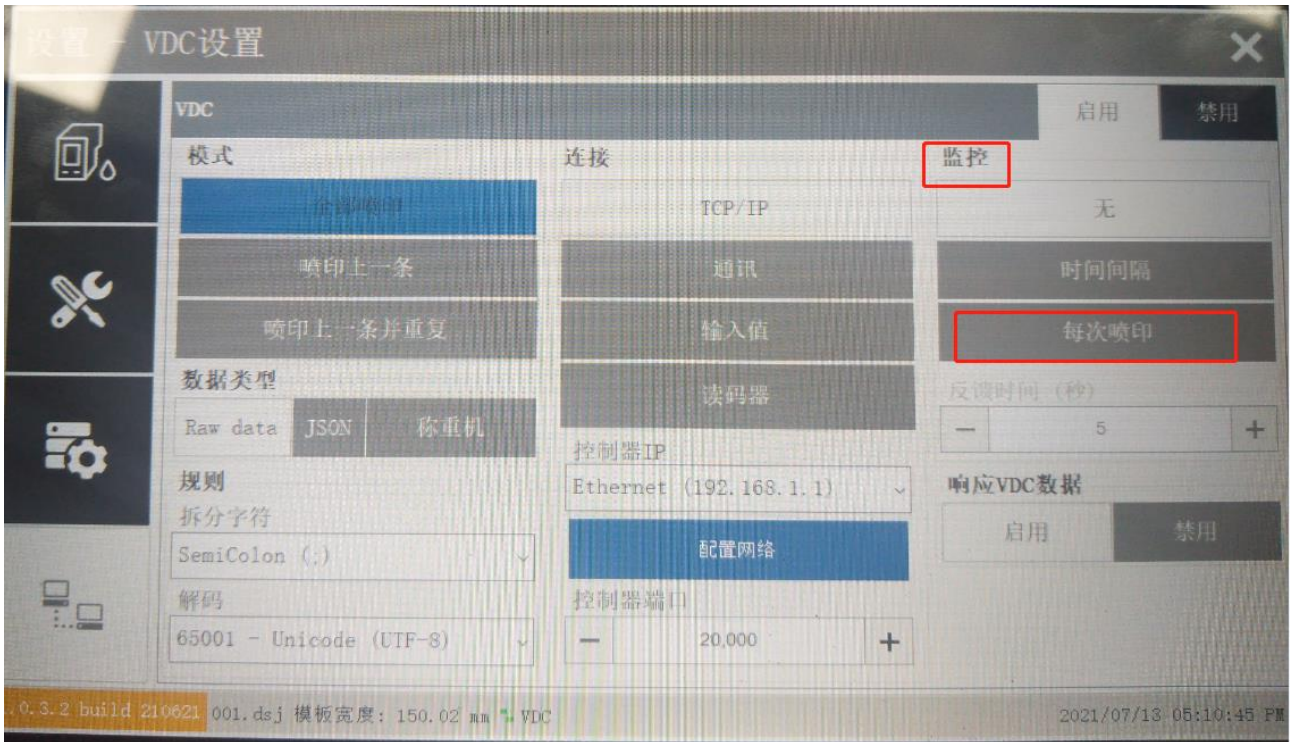 设置 - VDC设置
VDC
启用
禁用
模式
全部喷印
喷印上一条
喷印上一条并重复
数据类型
Raw data
JSON
称重机
规则
拆分字符
SemiColon (;)
解码
65001 - Unicode (UTF-8)
连接
TCP/IP
通讯
输入值
读码器
控制器IP
Ethernet (192.168.1.1)
配置网络
控制器端口
20,000
监控
无
时间间隔
每次喷印
反馈时间 (秒)
5
响应VDC数据
启用
禁用
.0.3.2 build 210621 001.dsj 模板宽度: 150.02 mm VDC
2021/07/13 05:10:45 PM